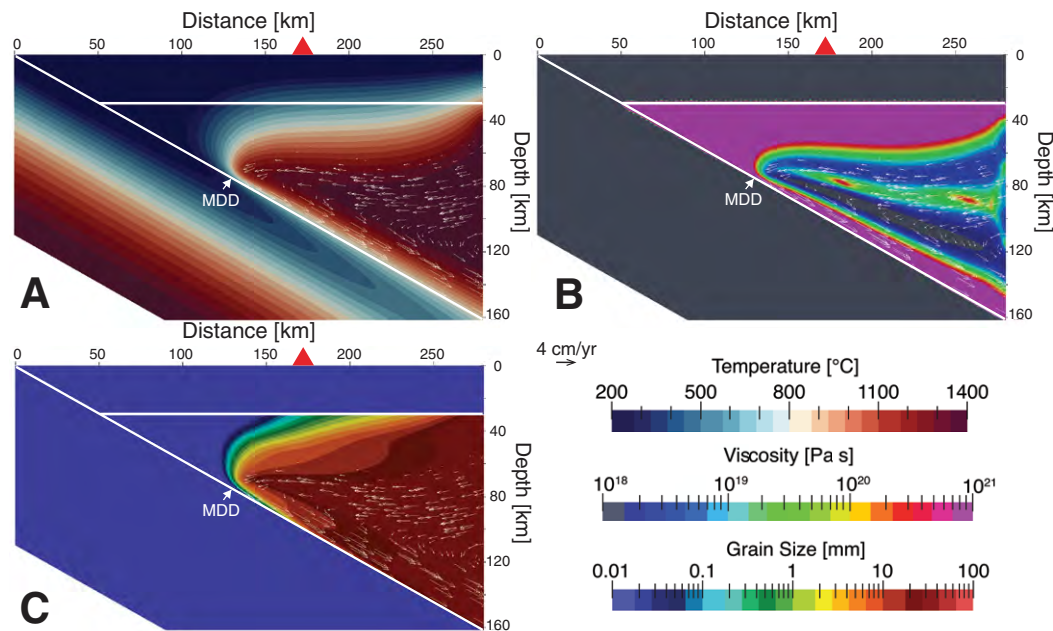 Distance [km]
0 50 100 150 200 250
0
40
80
120
160
Depth [km]
MDD
A
Distance [km]
0 50 100 150 200 250
0
40
80
120
160
Depth [km]
MDD
B
Distance [km]
0 50 100 150 200 250
0
40
80
120
160
Depth [km]
MDD
C
4 cm/yr
Temperature [°C]
200 500 800 1100 1400
Viscosity [Pa s]
10¹⁸ 10¹⁹ 10²⁰ 10²¹
Grain Size [mm]
0.01 0.1 1 10 100